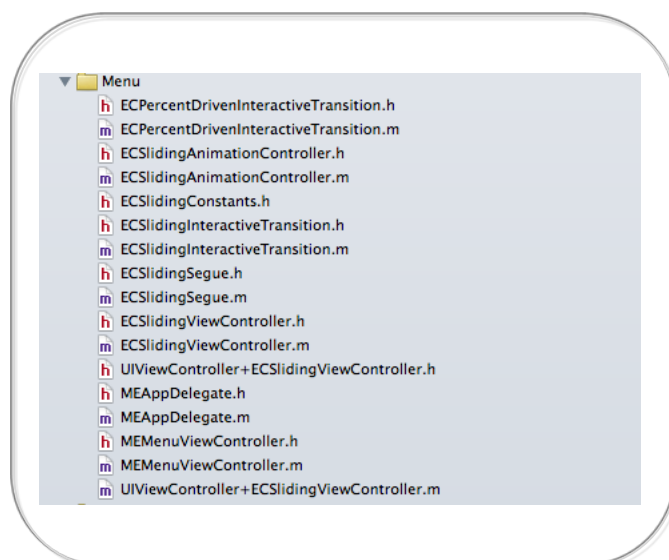 Menu
h ECPercentDrivenInteractiveTransition.h
m ECPercentDrivenInteractiveTransition.m
h ECSlidingAnimationController.h
m ECSlidingAnimationController.m
h ECSlidingConstants.h
h ECSlidingInteractiveTransition.h
m ECSlidingInteractiveTransition.m
h ECSlidingSegue.h
m ECSlidingSegue.m
h ECSlidingViewController.h
m ECSlidingViewController.m
h UIViewController+ECSlidingViewController.h
h MEAppDelegate.h
m MEAppDelegate.m
h MEMenuViewController.h
m MEMenuViewController.m
m UIViewController+ECSlidingViewController.m